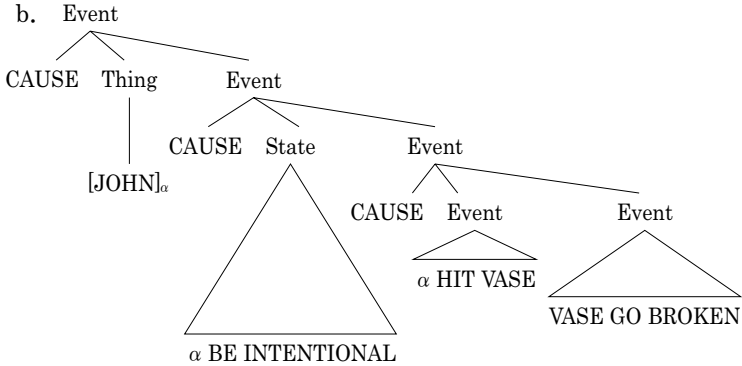 b. Event
CAUSE Thing Event
CAUSE State Event
[JOHN]α
CAUSE Event Event
α HIT VASE
VASE GO BROKEN
α BE INTENTIONAL